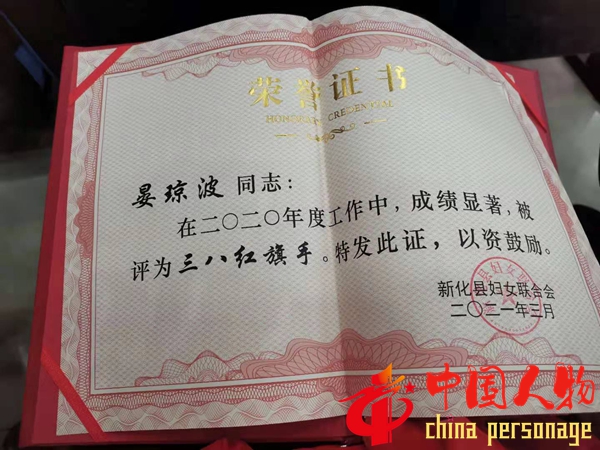 荣誉证书
HONORARY CREDENTIAL
晏琼波同志：
在二〇二〇年度工作中，成绩显著，被
评为三八红旗手。特发此证，以资鼓励。
新化县妇女联合会
二〇二一年三月
中国人物
china personage